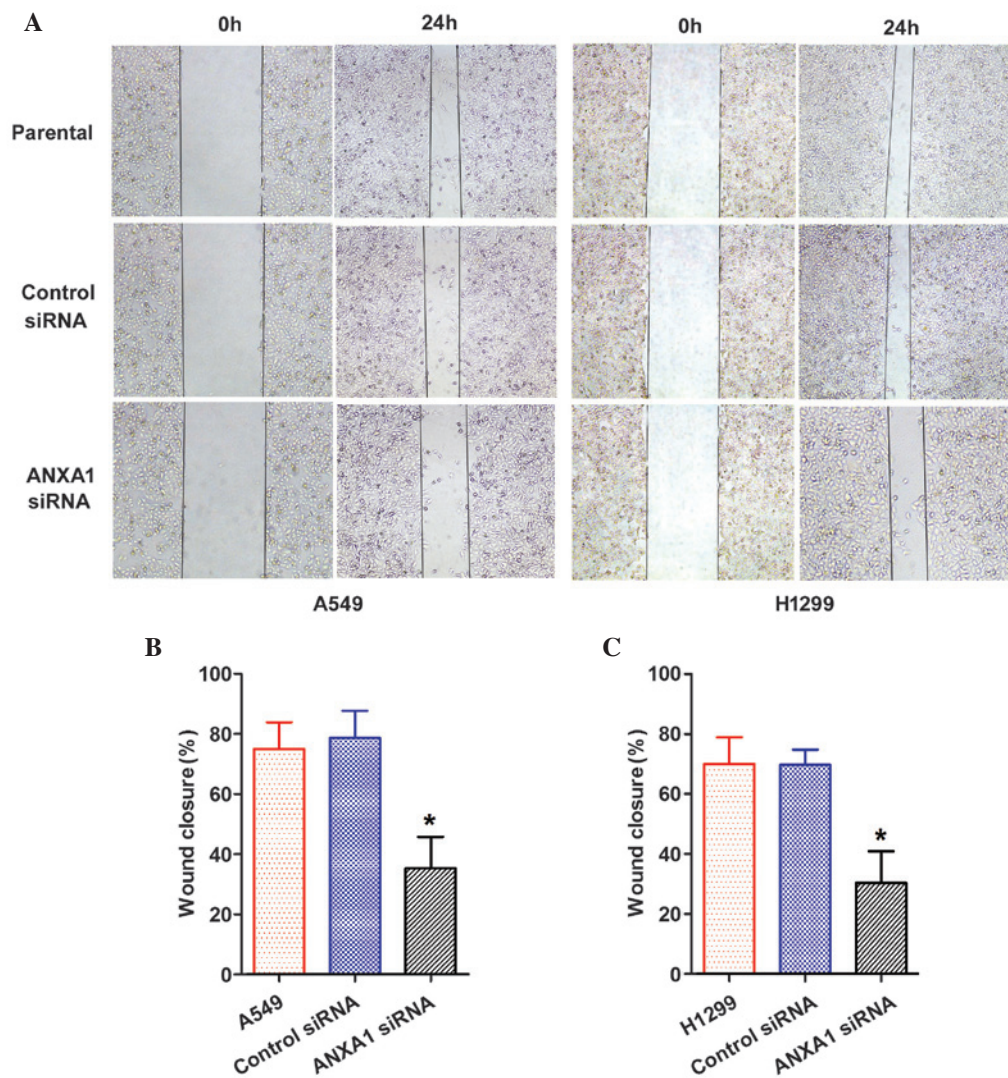 A
0h 24h 0h 24h
Parental
Control
siRNA
ANXA1
siRNA
A549 H1299
B
Wound closure (%)
100
80
60
40
20
0
A549
Control siRNA
ANXA1 siRNA
*
C
Wound closure (%)
100
80
60
40
20
0
H1299
Control siRNA
ANXA1 siRNA
*